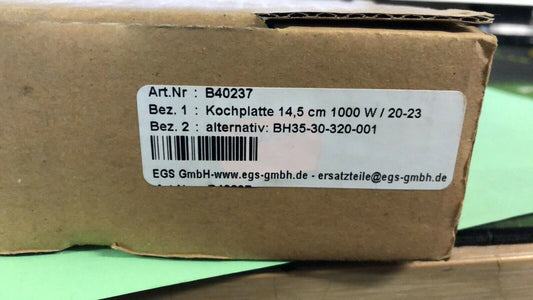 Art.Nr : B40237
Bez. 1 : Kochplatte 14,5 cm 1000 W / 20-23
Bez. 2 : alternativ: BH35-30-320-001
EGS GmbH-www.egs-gmbh.de - ersatzteile@egs-gmbh.de